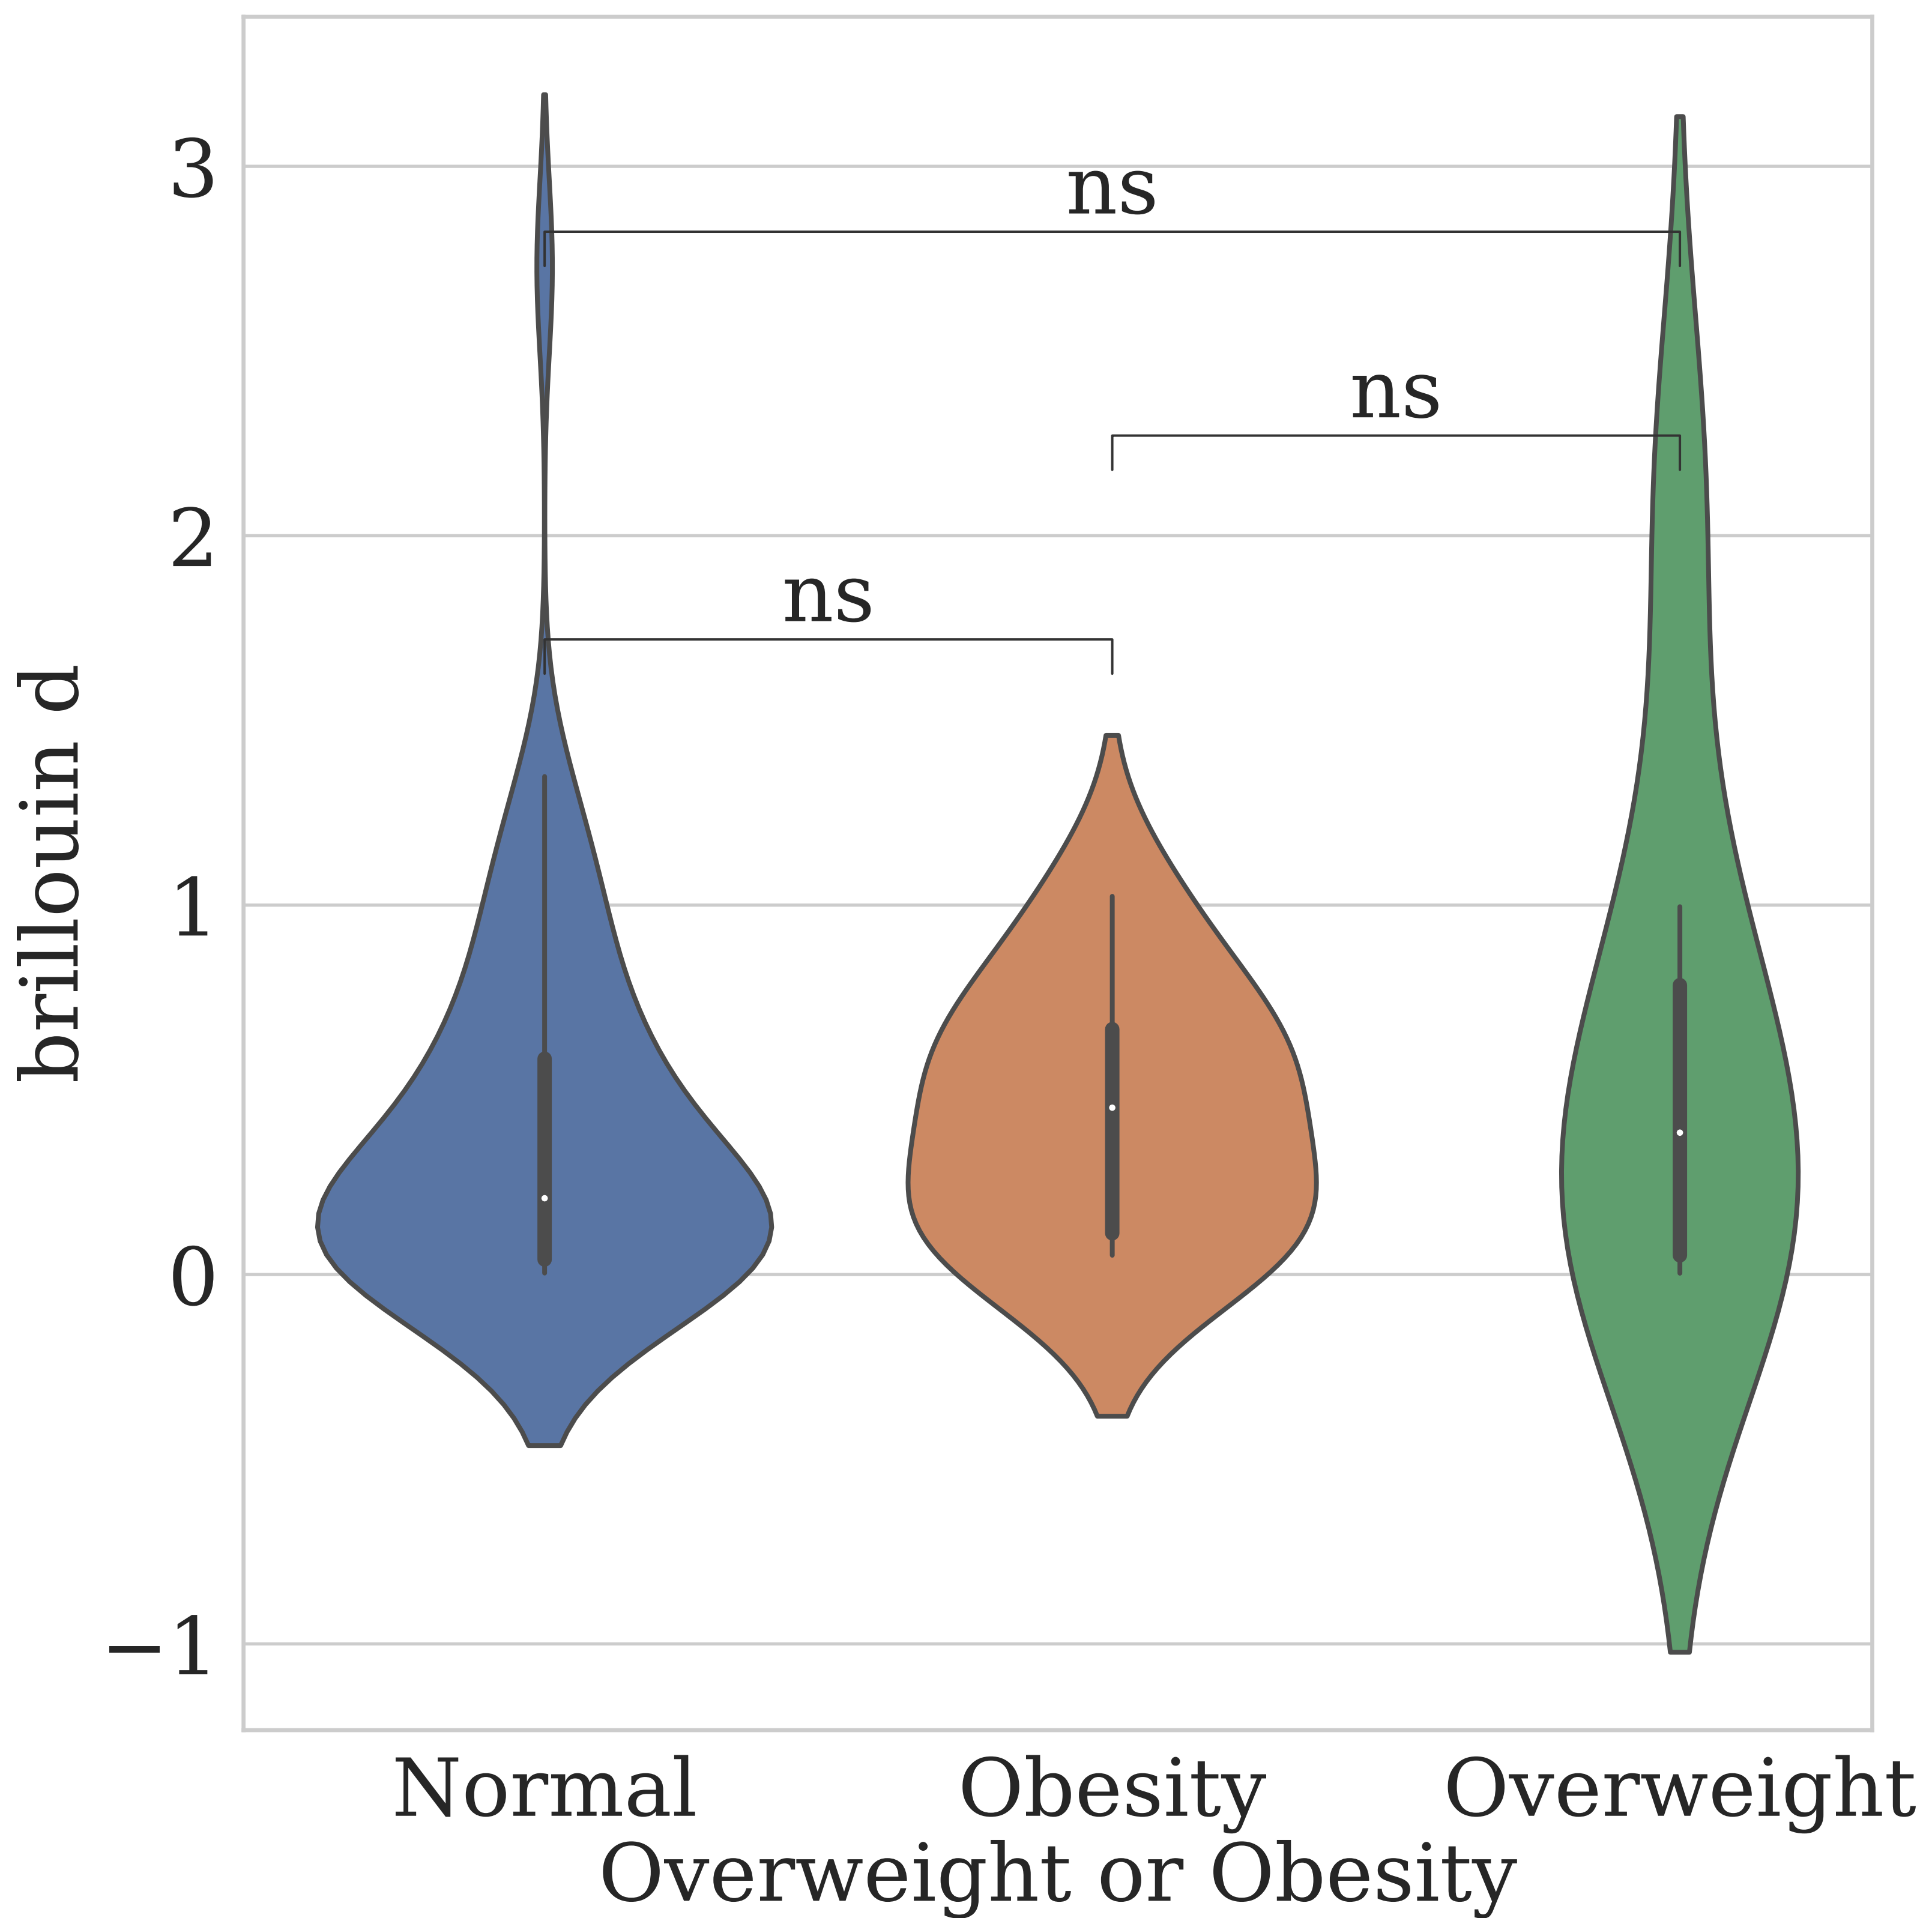 3
ns
ns
2
ns
brillouin d
1
0
−1
Normal Obesity Overweight
Overweight or Obesity